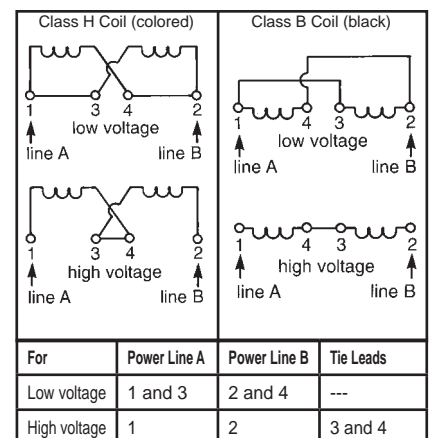 Class H Coil (colored) Class B Coil (black)
1 3 4 2
low voltage
line A line B
1 4 3 2
low voltage
line A line B
1 3 4 2
high voltage
line A line B
1 4 3 2
high voltage
line A line B
For Power Line A Power Line B Tie Leads
Low voltage 1 and 3 2 and 4 ---
High voltage 1 2 3 and 4